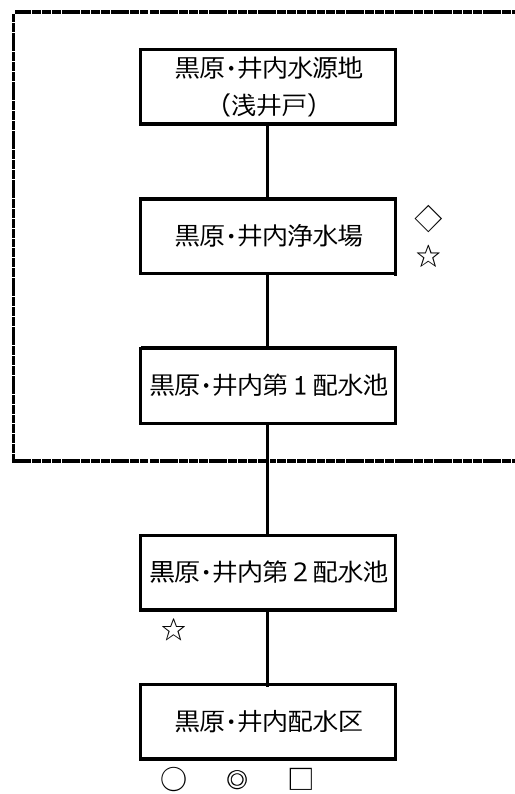 黒原・井内水源地
（浅井戸）
黒原・井内浄水場
◇
☆
黒原・井内第１配水池
黒原・井内第２配水池
☆
黒原・井内配水区
○ ◎ □